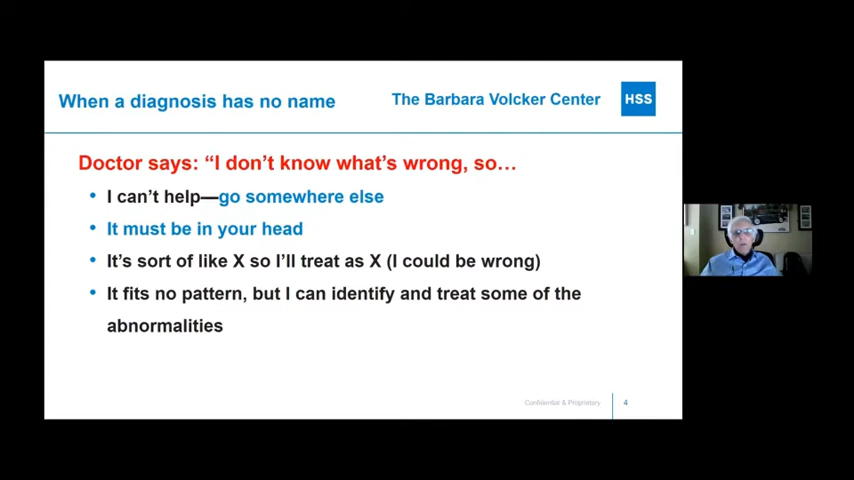 When a diagnosis has no name
The Barbara Volcker Center
HSS
Doctor says: “I don’t know what’s wrong, so…
• I can’t help—go somewhere else
• It must be in your head
• It’s sort of like X so I’ll treat as X (I could be wrong)
• It fits no pattern, but I can identify and treat some of the
abnormalities
Confidential & Proprietary
4